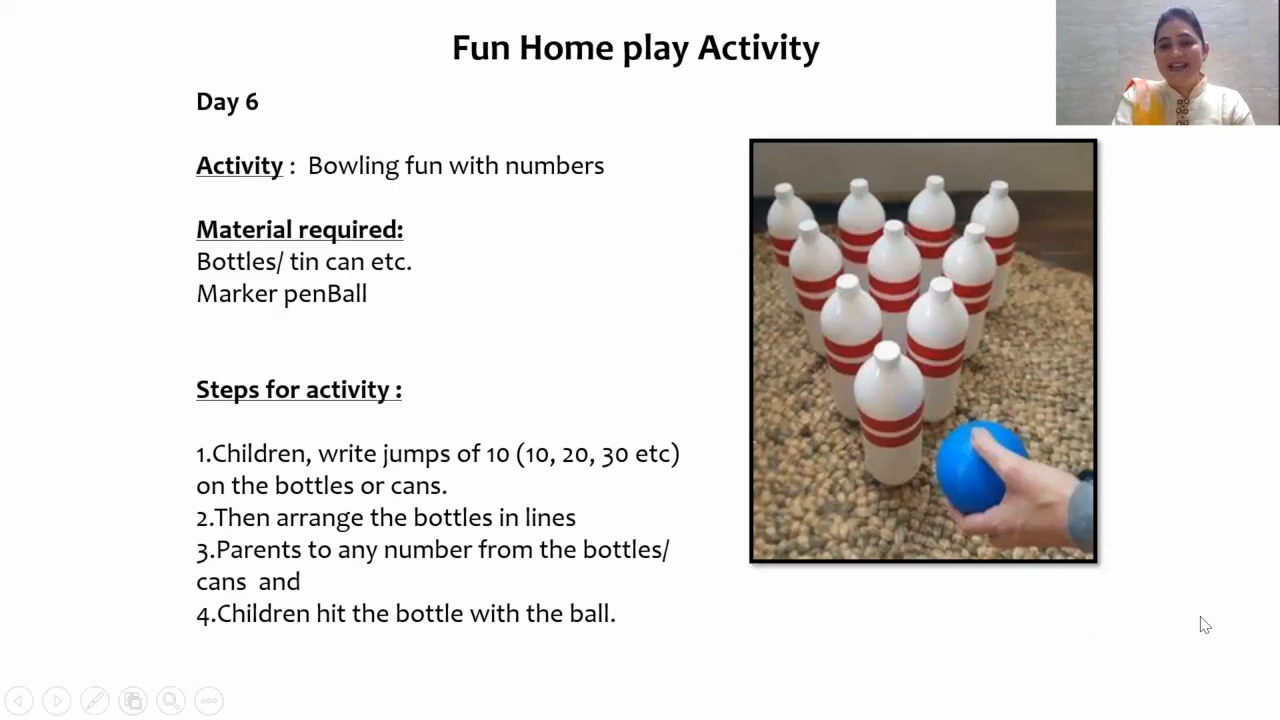 Fun Home play Activity
Day 6
Activity : Bowling fun with numbers
Material required:
Bottles/ tin can etc.
Marker penBall
Steps for activity :
1.Children, write jumps of 10 (10, 20, 30 etc)
on the bottles or cans.
2.Then arrange the bottles in lines
3.Parents to any number from the bottles/
cans and
4.Children hit the bottle with the ball.